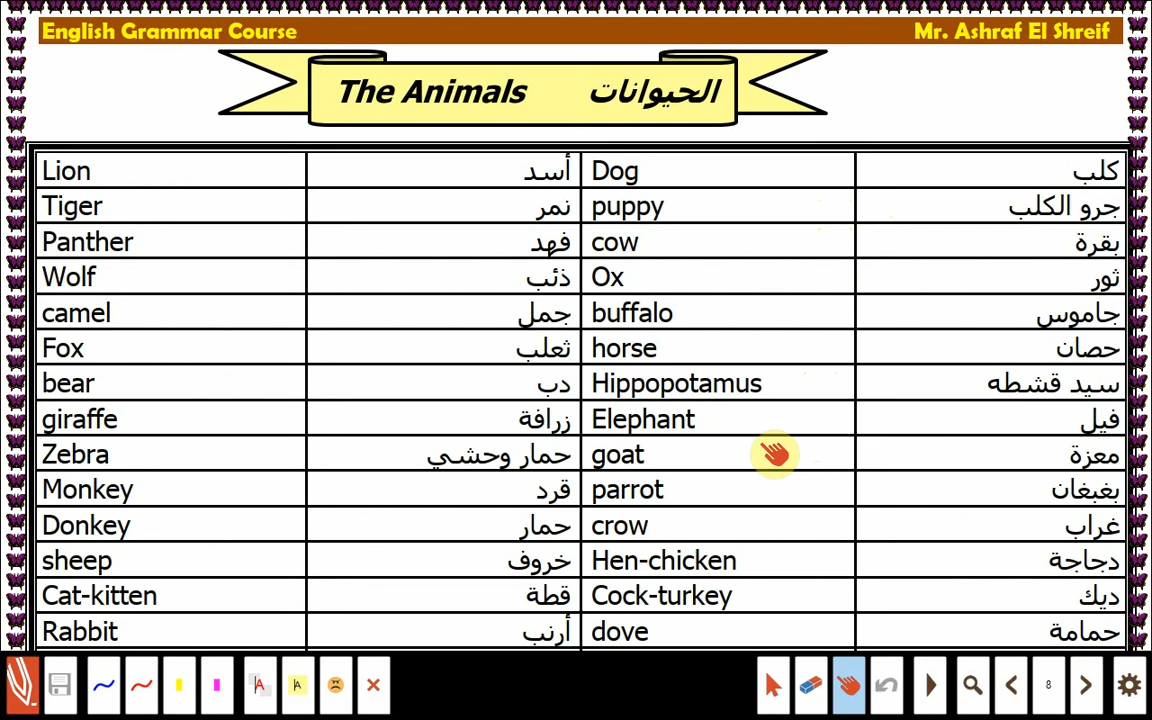 English Grammar Course Mr. Ashraf El Shreif
The Animals الحيوانات
Lion أسد Dog كلب
Tiger نمر puppy جرو الكلب
Panther فهد cow بقرة
Wolf ذئب Ox ثور
camel جمل buffalo جاموس
Fox ثعلب horse حصان
bear دب Hippopotamus سيد قشطه
giraffe زرافة Elephant فيل
Zebra حمار وحشي goat معزة
Monkey قرد parrot بغبغان
Donkey حمار crow غراب
sheep خروف Hen-chicken دجاجة
Cat-kitten قطة Cock-turkey ديك
Rabbit أرنب dove حمامة
A A 8